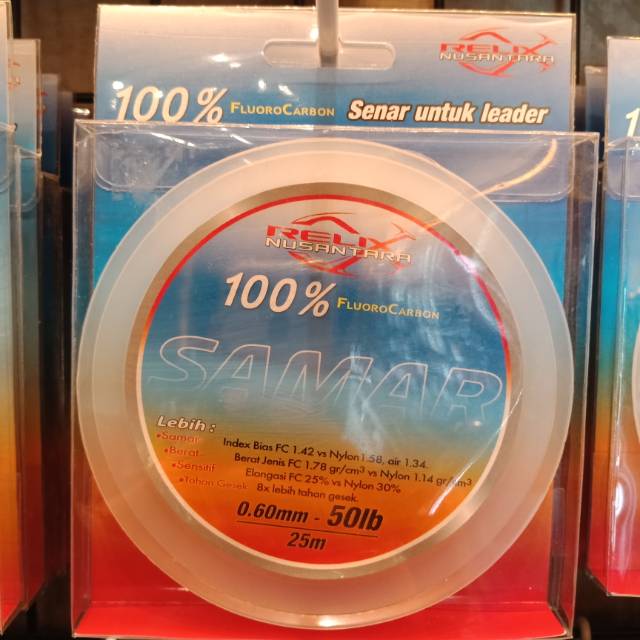 RELIX
NUSANTARA
100% FLUOROCARBON Senar untuk leader
RELIX
NUSANTARA
100% FLUOROCARBON
SAMAR
Lebih :
•Samar Index Bias FC 1.42 vs Nylon 1.58, air 1.34.
•Berat Berat Jenis FC 1.78 gr/cm³ vs Nylon 1.14 gr/cm³
•Sensitif Elongasi FC 25% vs Nylon 30%
•Tahan Gesek 8x lebih tahan gesek.
0.60mm - 50lb
25m